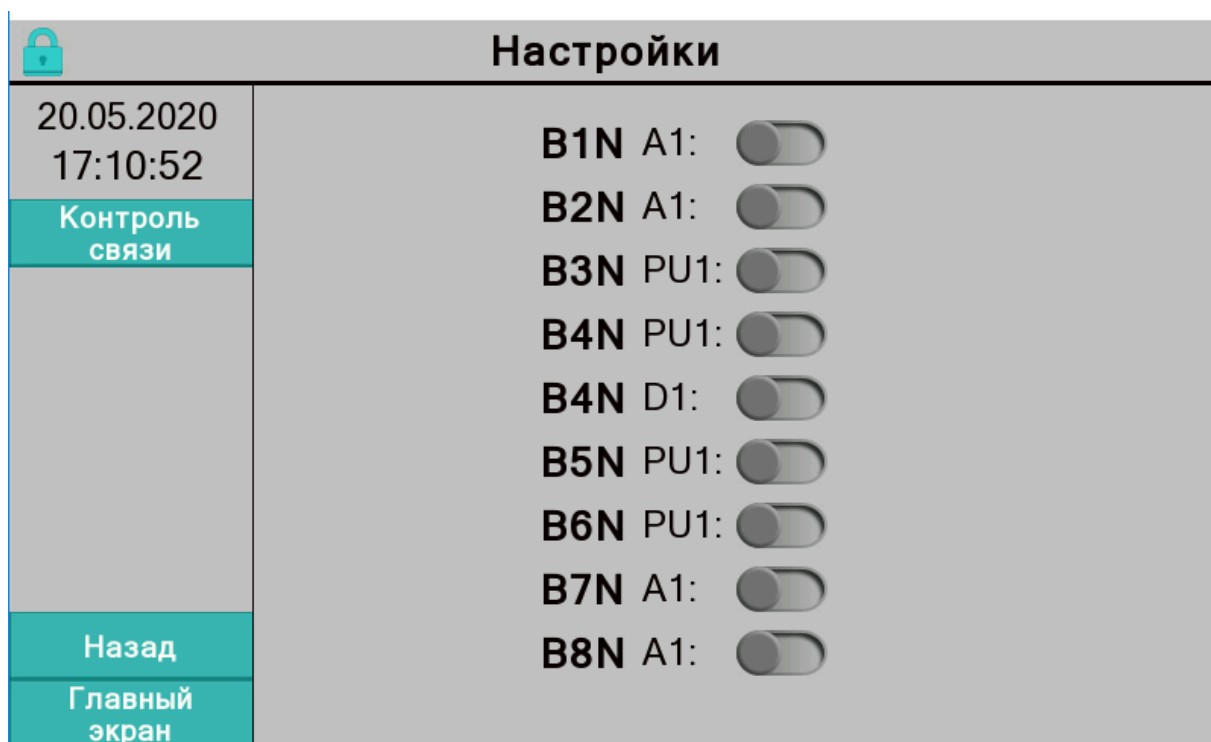 Настройки
20.05.2020
17:10:52
Контроль
связи
B1N A1:
B2N A1:
B3N PU1:
B4N PU1:
B4N D1:
B5N PU1:
B6N PU1:
B7N A1:
B8N A1:
Назад
Главный
экран